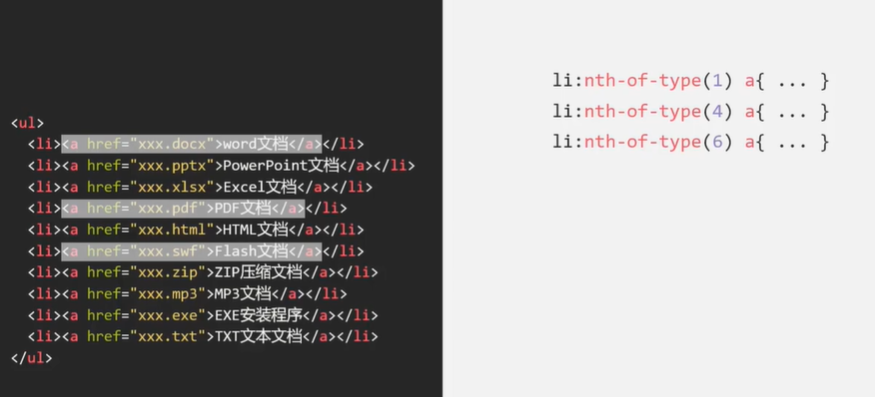 <ul>
<li><a href="xxx.docx">word文档</a></li>
<li><a href="xxx.pptx">PowerPoint文档</a></li>
<li><a href="xxx.xlsx">Excel文档</a></li>
<li><a href="xxx.pdf">PDF文档</a></li>
<li><a href="xxx.html">HTML文档</a></li>
<li><a href="xxx.swf">Flash文档</a></li>
<li><a href="xxx.zip">ZIP压缩文档</a></li>
<li><a href="xxx.mp3">MP3文档</a></li>
<li><a href="xxx.exe">EXE安装程序</a></li>
<li><a href="xxx.txt">TXT文本文档</a></li>
</ul>
li:nth-of-type(1) a{ ... }
li:nth-of-type(4) a{ ... }
li:nth-of-type(6) a{ ... }